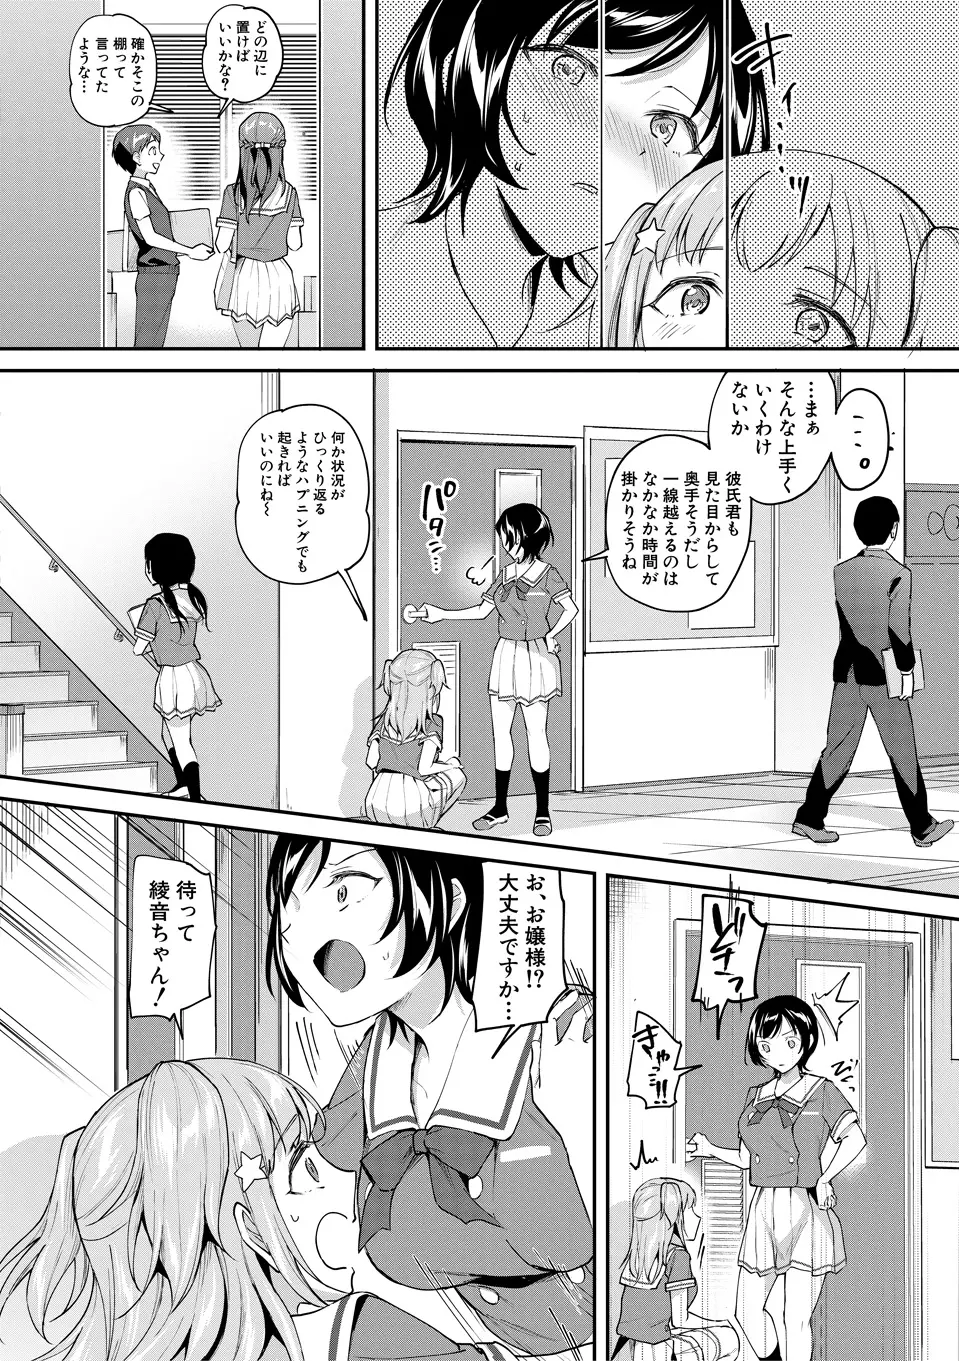 どの辺に
置けば
いいかな?
確かそこの
棚って
言ってた
ような…
チィ…
ソッ…
…まぁ
そんな上手く
いくわけ
ないか
彼氏君も
見た目からして
奥手そうだし
一線越えるのは
なかなか時間が
掛かりそうね
パタン…
何か状況が
ひっくり返る
ようなハプニングでも
起きれば
いいのにね〜
きゃっ…!!
お、お嬢様!?
大丈夫ですか…
待って
綾音ちゃん!